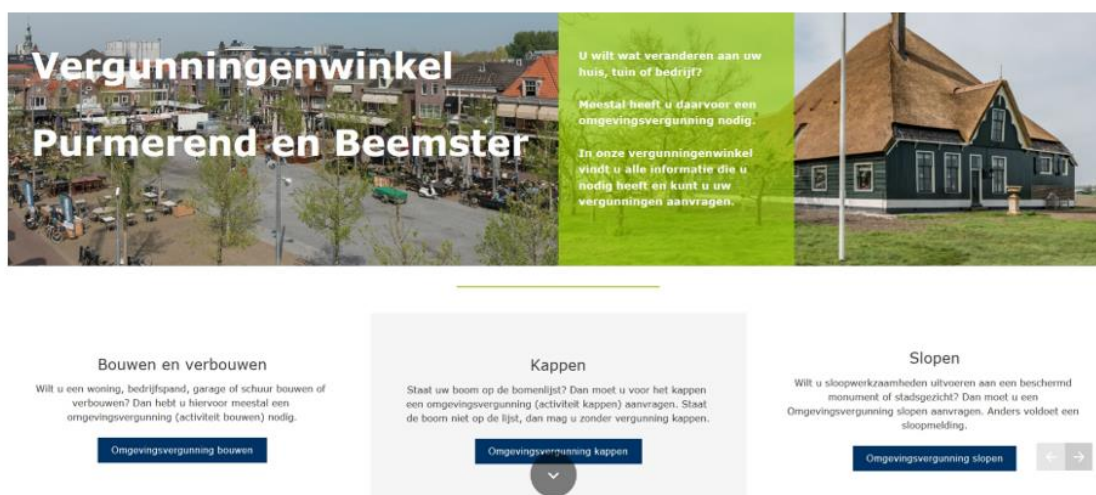 Vergunningenwinkel
Purmerend en Beemster
U wilt wat veranderen aan uw
huis, tuin of bedrijf?
Meestal heeft u daarvoor een
omgevingsvergunning nodig.
In onze vergunningenwinkel
vindt u alle informatie die u
nodig heeft en kunt u uw
vergunningen aanvragen.
Bouwen en verbouwen
Wilt u een woning, bedrijfspand, garage of schuur bouwen of
verbouwen? Dan hebt u hiervoor meestal een
omgevingsvergunning (activiteit bouwen) nodig.
Omgevingsvergunning bouwen
Kappen
Staat uw boom op de bomenlijst? Dan moet u voor het kappen
een omgevingsvergunning (activiteit kappen) aanvragen. Staat
de boom niet op de lijst, dan mag u zonder vergunning kappen.
Omgevingsvergunning kappen
Slopen
Wilt u sloopwerkzaamheden uitvoeren aan een beschermd
monument of stadsgezicht? Dan moet u een
Omgevingsvergunning slopen aanvragen. Anders voldoet een
sloopmelding.
Omgevingsvergunning slopen